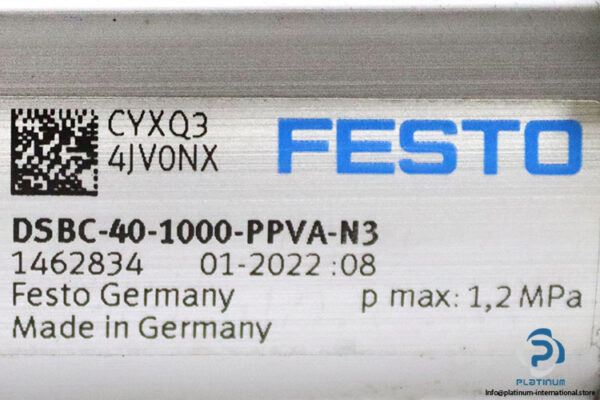 CYXQ3
4JV0NX
FESTO
DSBC-40-1000-PPVA-N3
1462834 01-2022 :08
Festo Germany p max: 1,2 MPa
Made in Germany
PLATINUM
Info@platinum-international.store